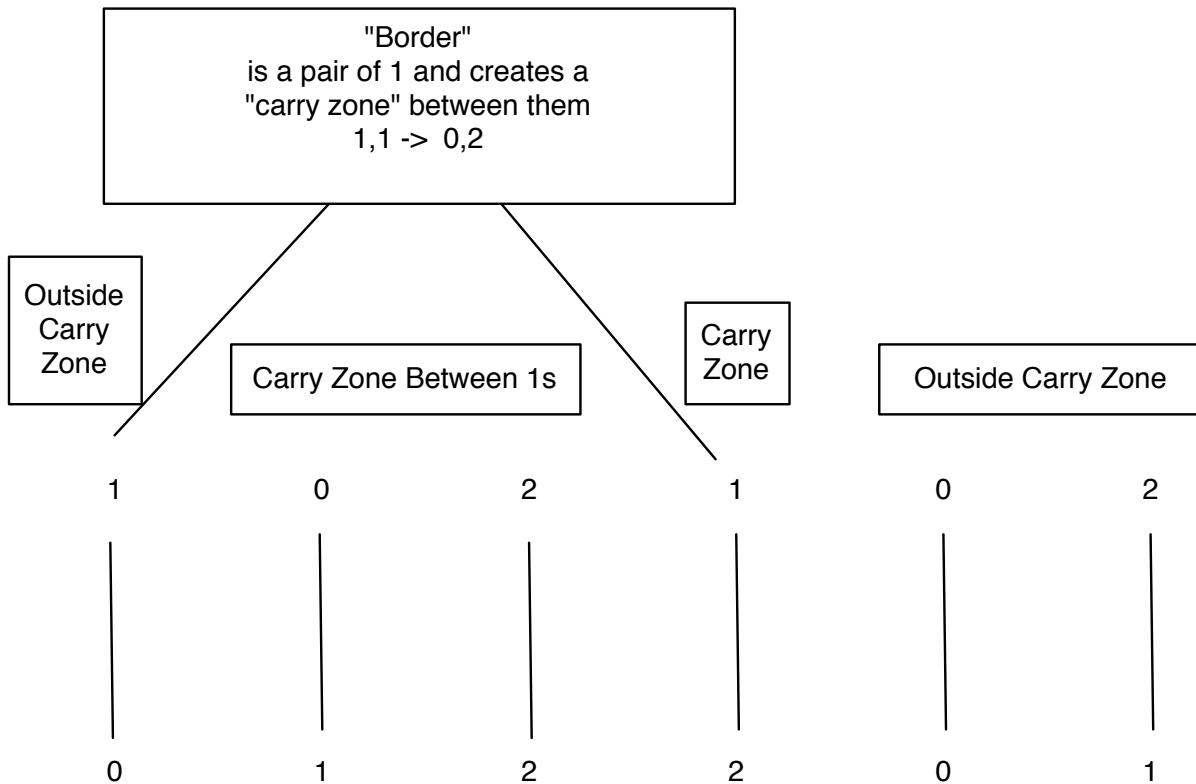 "Border"
is a pair of 1 and creates a
"carry zone" between them
1,1 -> 0,2
Outside
Carry
Zone
Carry Zone Between 1s
Carry
Zone
Outside Carry Zone
1 0 2 1 0 2
0 1 2 2 0 1